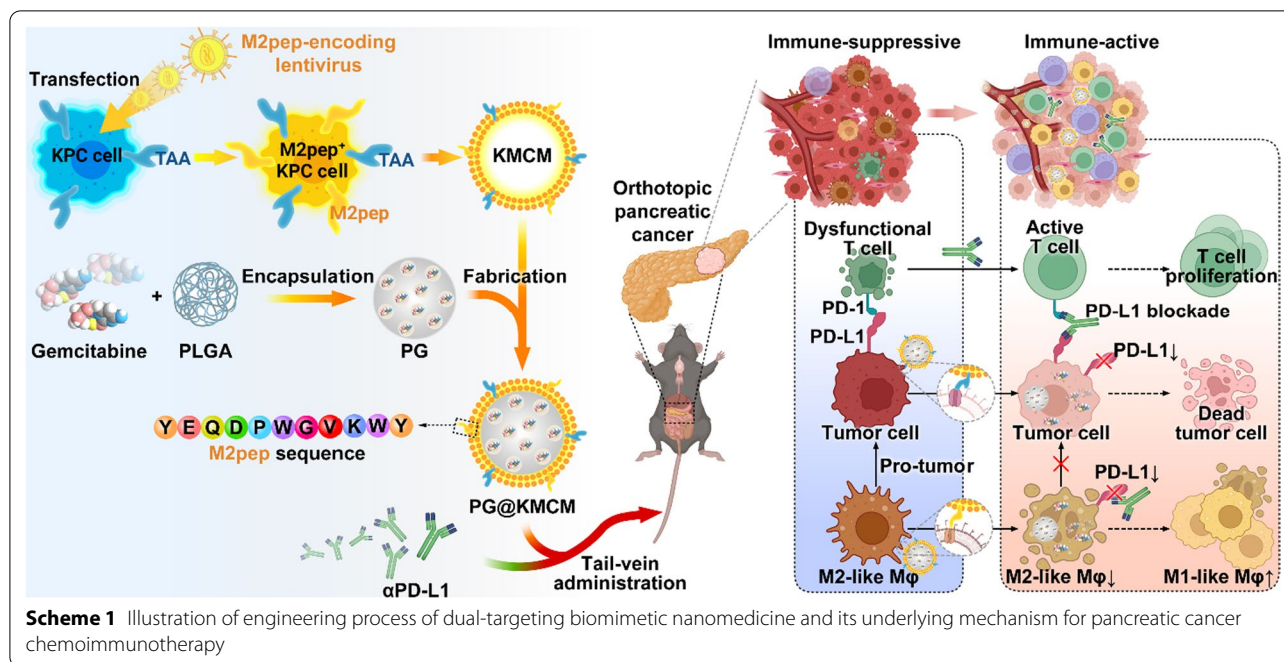 M2pep-encoding
lentivirus
Transfection
KPC cell
TAA
M2pep⁺
KPC cell
TAA
M2pep
KMCM
Gemcitabine
+
PLGA
Encapsulation
PG
Fabrication
Y E Q D P W G V K W Y
M2pep sequence
PG@KMCM
αPD-L1
Tail-vein
administration
Orthotopic
pancreatic
cancer
Immune-suppressive
Immune-active
Dysfunctional
T cell
PD-1
PD-L1
Tumor cell
Pro-tumor
M2-like Mφ
Active
T cell
T cell
proliferation
PD-L1 blockade
PD-L1↓
Tumor cell
Dead
tumor cell
PD-L1↓
M2-like Mφ↓
M1-like Mφ↑
Scheme 1 Illustration of engineering process of dual-targeting biomimetic nanomedicine and its underlying mechanism for pancreatic cancer
chemoimmunotherapy